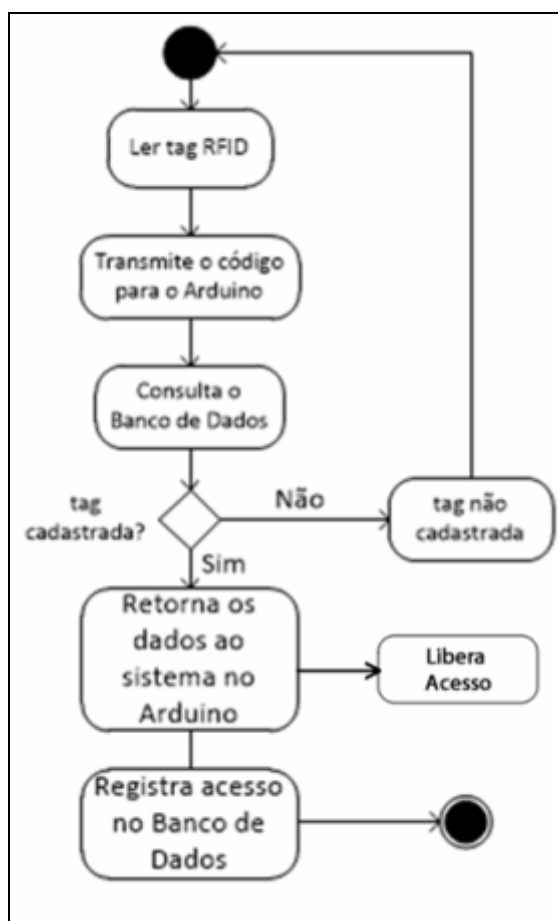 Ler tag RFID
Transmite o código
para o Arduino
Consulta o
Banco de Dados
tag
cadastrada?
Não
tag não
cadastrada
Sim
Retorna os
dados ao
sistema no
Arduino
Libera
Acesso
Registra acesso
no Banco de
Dados